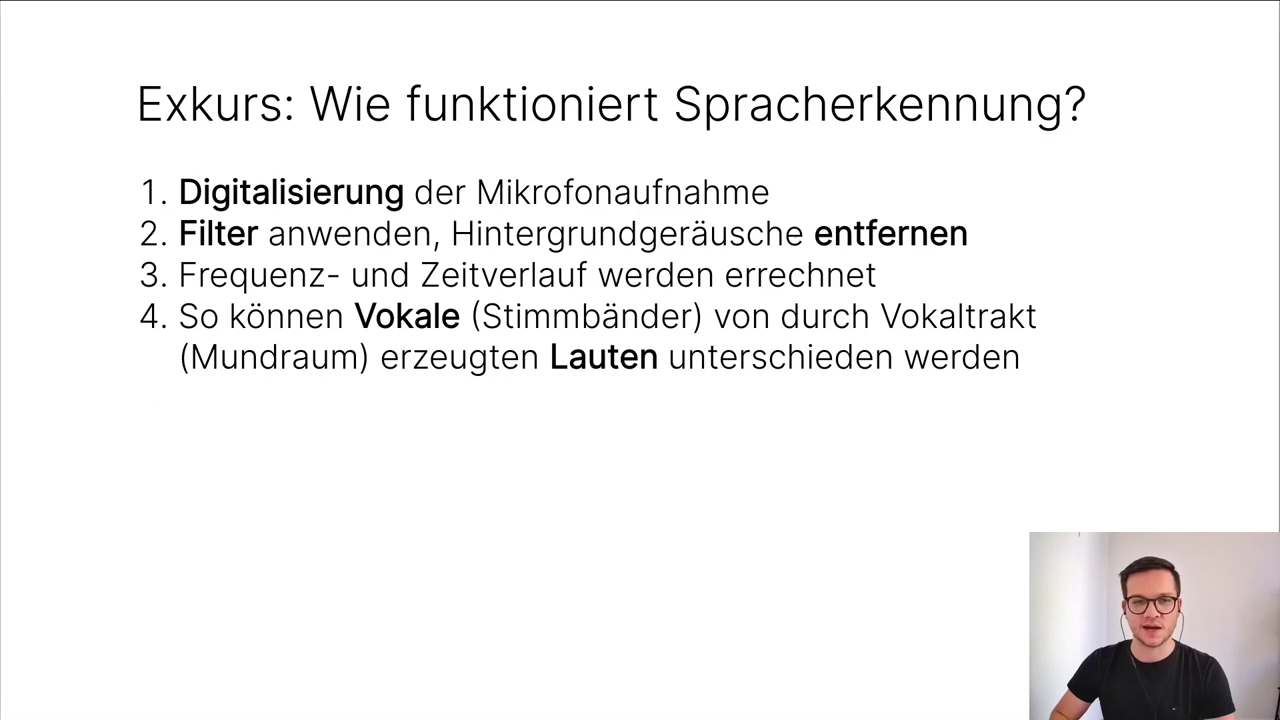 Exkurs: Wie funktioniert Spracherkennung?
1. Digitalisierung der Mikrofonaufnahme
2. Filter anwenden, Hintergrundgeräusche entfernen
3. Frequenz- und Zeitverlauf werden errechnet
4. So können Vokale (Stimmbänder) von durch Vokaltrakt
(Mundraum) erzeugten Lauten unterschieden werden